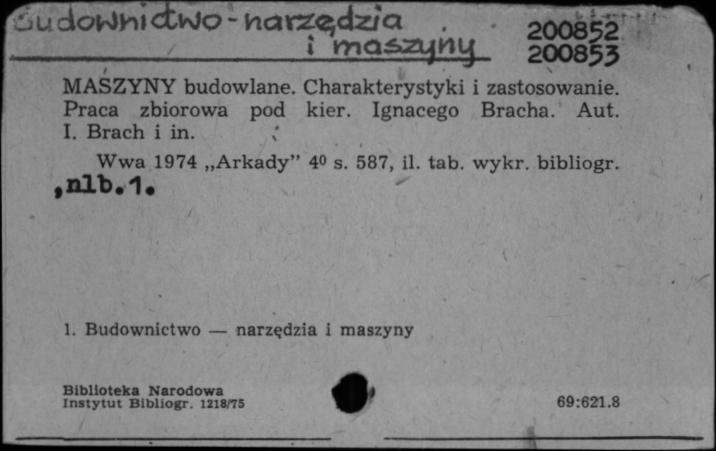 Budownictwo - narzędzia
i maszyny
200852
200853
MASZYNY budowlane. Charakterystyki i zastosowanie.
Praca zbiorowa pod kier. Ignacego Bracha. Aut.
I. Brach i in.
Wwa 1974 „Arkady” 4⁰ s. 587, il. tab. wykr. bibliogr.
,nlb.1.
1. Budownictwo — narzędzia i maszyny
Biblioteka Narodowa
Instytut Bibliogr. 1218/75
69:621.8